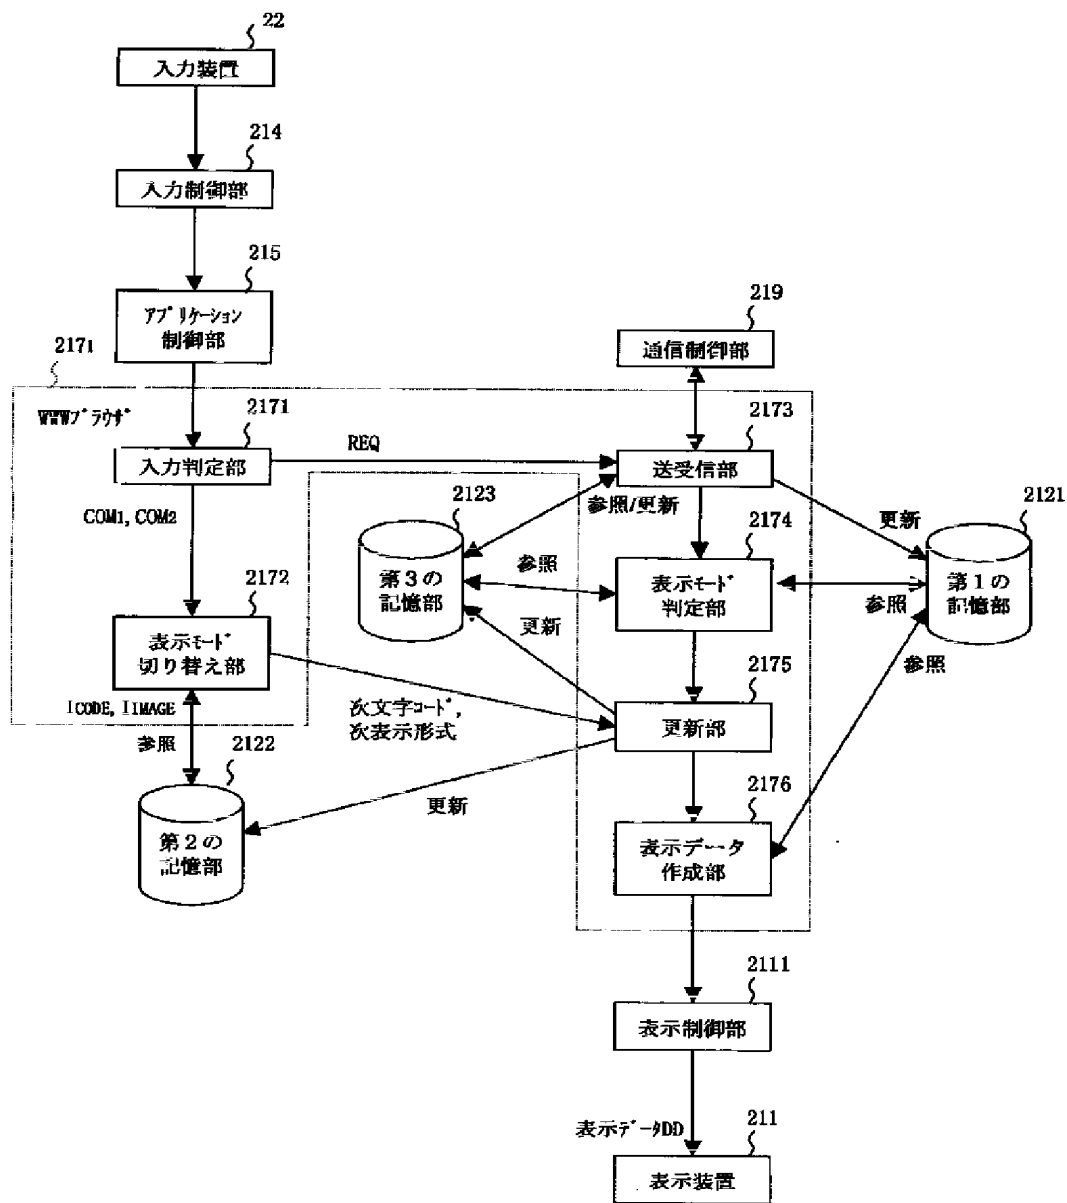 22
入力装置
214
入力制御部
215
アプリケーション
制御部
219
通信制御部
2171
WWWブラウザ
2171
入力判定部
REQ
2173
送受信部
COM1, COM2
2123
参照/更新
2174
更新
2121
第3の
記憶部
参照
表示モード
判定部
参照
第1の
記憶部
2172
表示モード
切り替え部
更新
2175
参照
ICODE, IIMAGE
次文字コード,
次表示形式
更新部
参照
2122
2176
更新
第2の
記憶部
表示データ
作成部
2111
表示制御部
表示データDD
211
表示装置